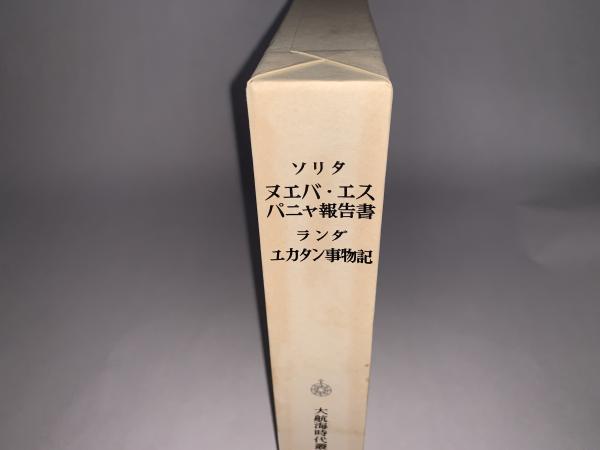 ソリタ
ヌエバ・エス
パニャ報告書
ランダ
ユカタン事物記
大航海時代叢